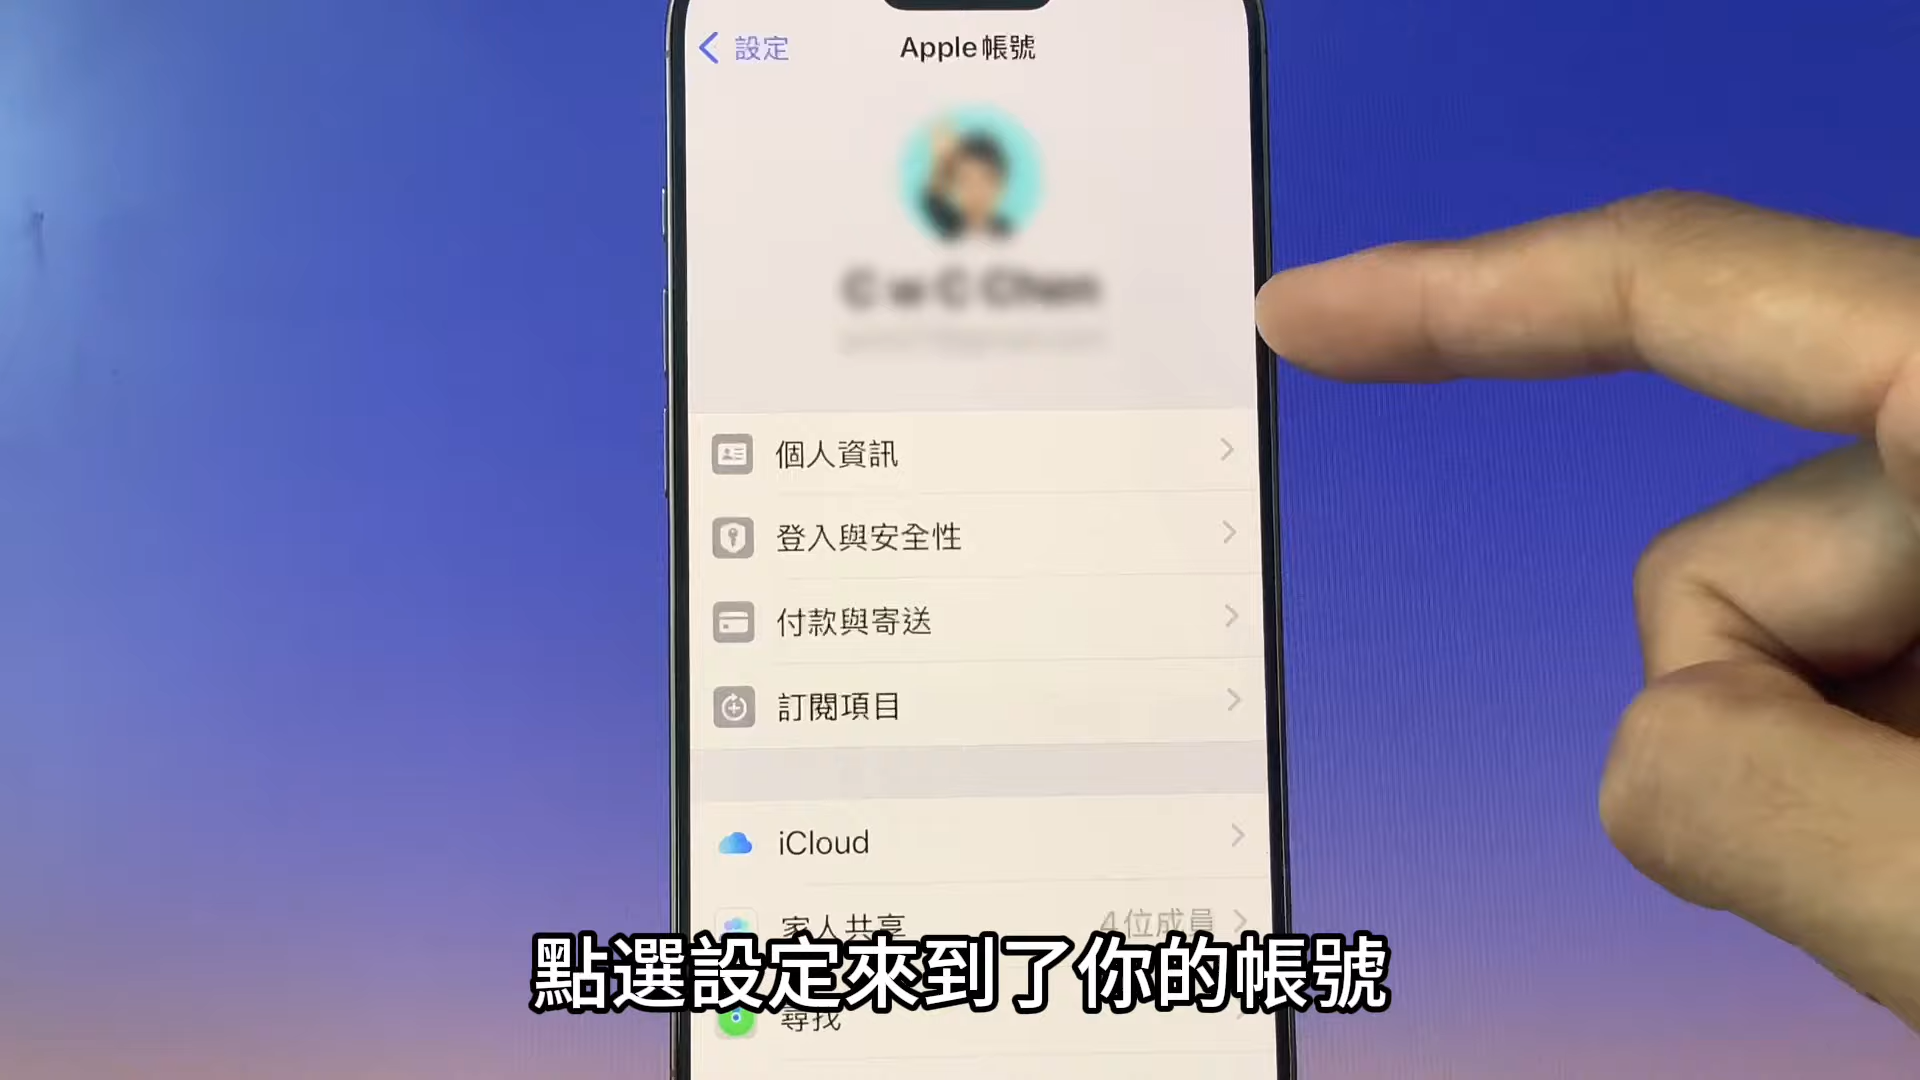 設定
Apple帳號
個人資訊
登入與安全性
付款與寄送
訂閱項目
iCloud
家人共享 4位成員
點選設定來到了你的帳號
尋找